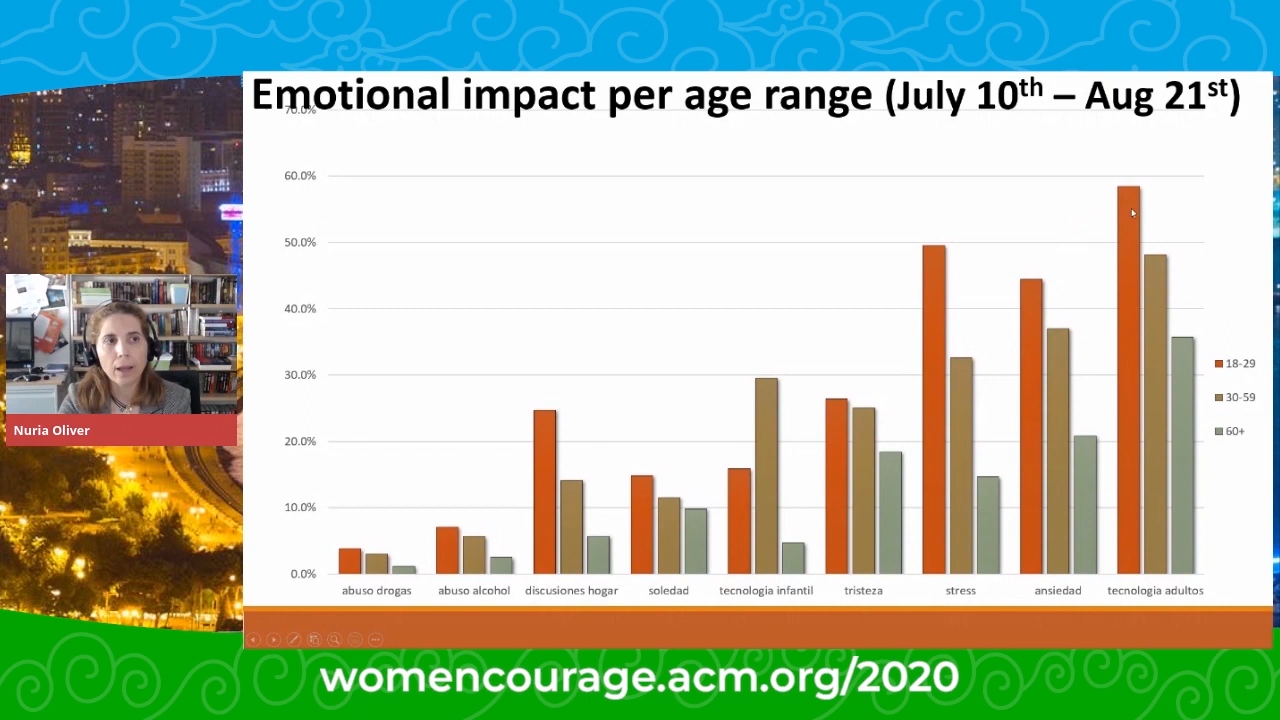 Emotional impact per age range (July 10th – Aug 21st)
70.0%
60.0%
50.0%
40.0%
30.0%
20.0%
10.0%
0.0%
abuso drogas abuso alcohol discusiones hogar soledad tecnologia infantil tristeza stress ansiedad tecnologia adultos
18-29
30-59
60+
Nuria Oliver
womencourage.acm.org/2020